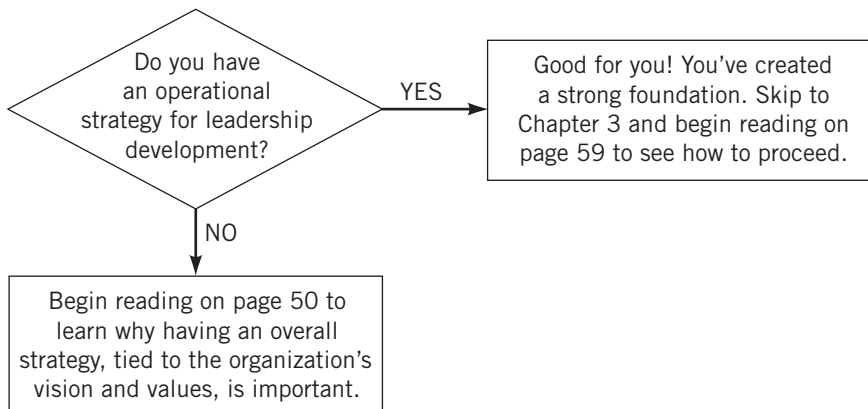 Do you have
an operational
strategy for leadership
development?
YES
Good for you! You’ve created
a strong foundation. Skip to
Chapter 3 and begin reading on
page 59 to see how to proceed.
NO
Begin reading on page 50 to
learn why having an overall
strategy, tied to the organization’s
vision and values, is important.